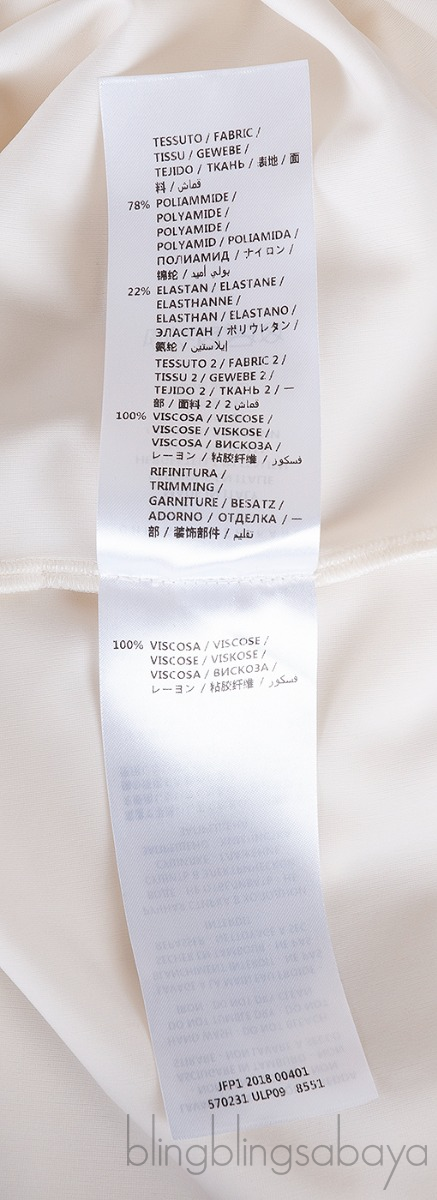 TESSUTO / FABRIC /
TISSU / GEWEBE /
TEJIDO / ТКАНЬ / 表地 / 面
料 / قماش
78% POLIAMMIDE /
POLYAMIDE /
POLYAMIDE /
POLYAMID / POLIAMIDA /
ПОЛИАМИД / ナイロン /
锦纶 / بولي أميد
22% ELASTAN / ELASTANE /
ELASTHANNE /
ELASTHAN / ELASTANO /
ЭЛАСТАН / ポリウレタン /
氨纶 / إيلاستين
TESSUTO 2 / FABRIC 2 /
TISSU 2 / GEWEBE 2 /
TEJIDO 2 / ТКАНЬ 2 / 一
部 / 面料 2 / قماش 2
100% VISCOSA / VISCOSE /
VISCOSE / VISKOSE /
VISCOSA / ВИСКОЗА /
レーヨン / 粘胶纤维 / فسكوز
RIFINITURA /
TRIMMING /
GARNITURE / BESATZ /
ADORNO / ОТДЕЛКА / 一
部 / 装饰部件 / تقليم
100% VISCOSA / VISCOSE /
VISCOSE / VISKOSE /
VISCOSA / ВИСКОЗА /
レーヨン / 粘胶纤维 / فسكوز
JFP1 2018 00401
570231 ULP09 8551
blingblingsabaya